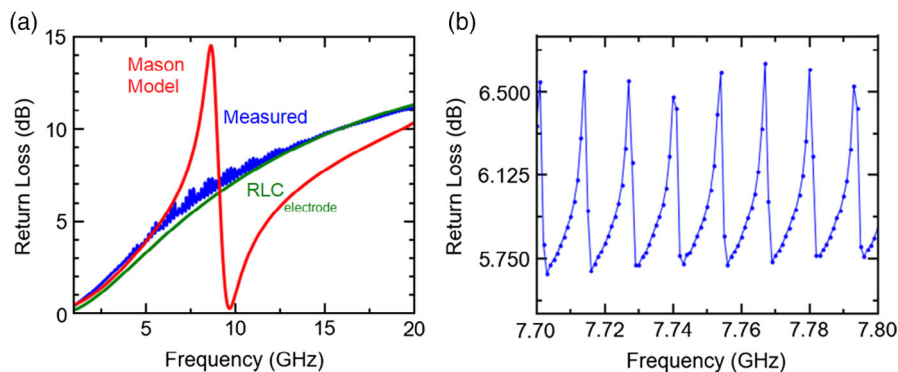 (a)
15
10
5
0
Return Loss (dB)
Mason
Model
Measured
RLC electrode
5
10
15
20
Frequency (GHz)
(b)
6.500
6.125
5.750
Return Loss (dB)
7.70
7.72
7.74
7.76
7.78
7.80
Frequency (GHz)